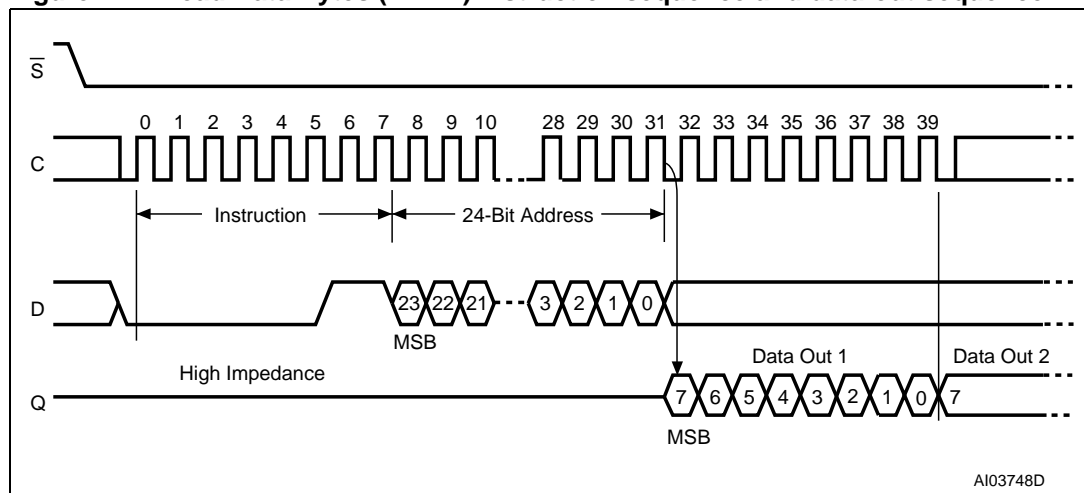 S
0 1 2 3 4 5 6 7 8 9 10 28 29 30 31 32 33 34 35 36 37 38 39
C
Instruction 24-Bit Address
D
23 22 21 3 2 1 0
MSB
Data Out 1 Data Out 2
High Impedance
Q
7 6 5 4 3 2 1 0 7
MSB
AI03748D